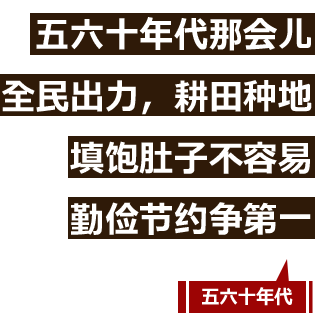 五六十年代那会儿
全民出力，耕田种地
填饱肚子不容易
勤俭节约争第一
五六十年代